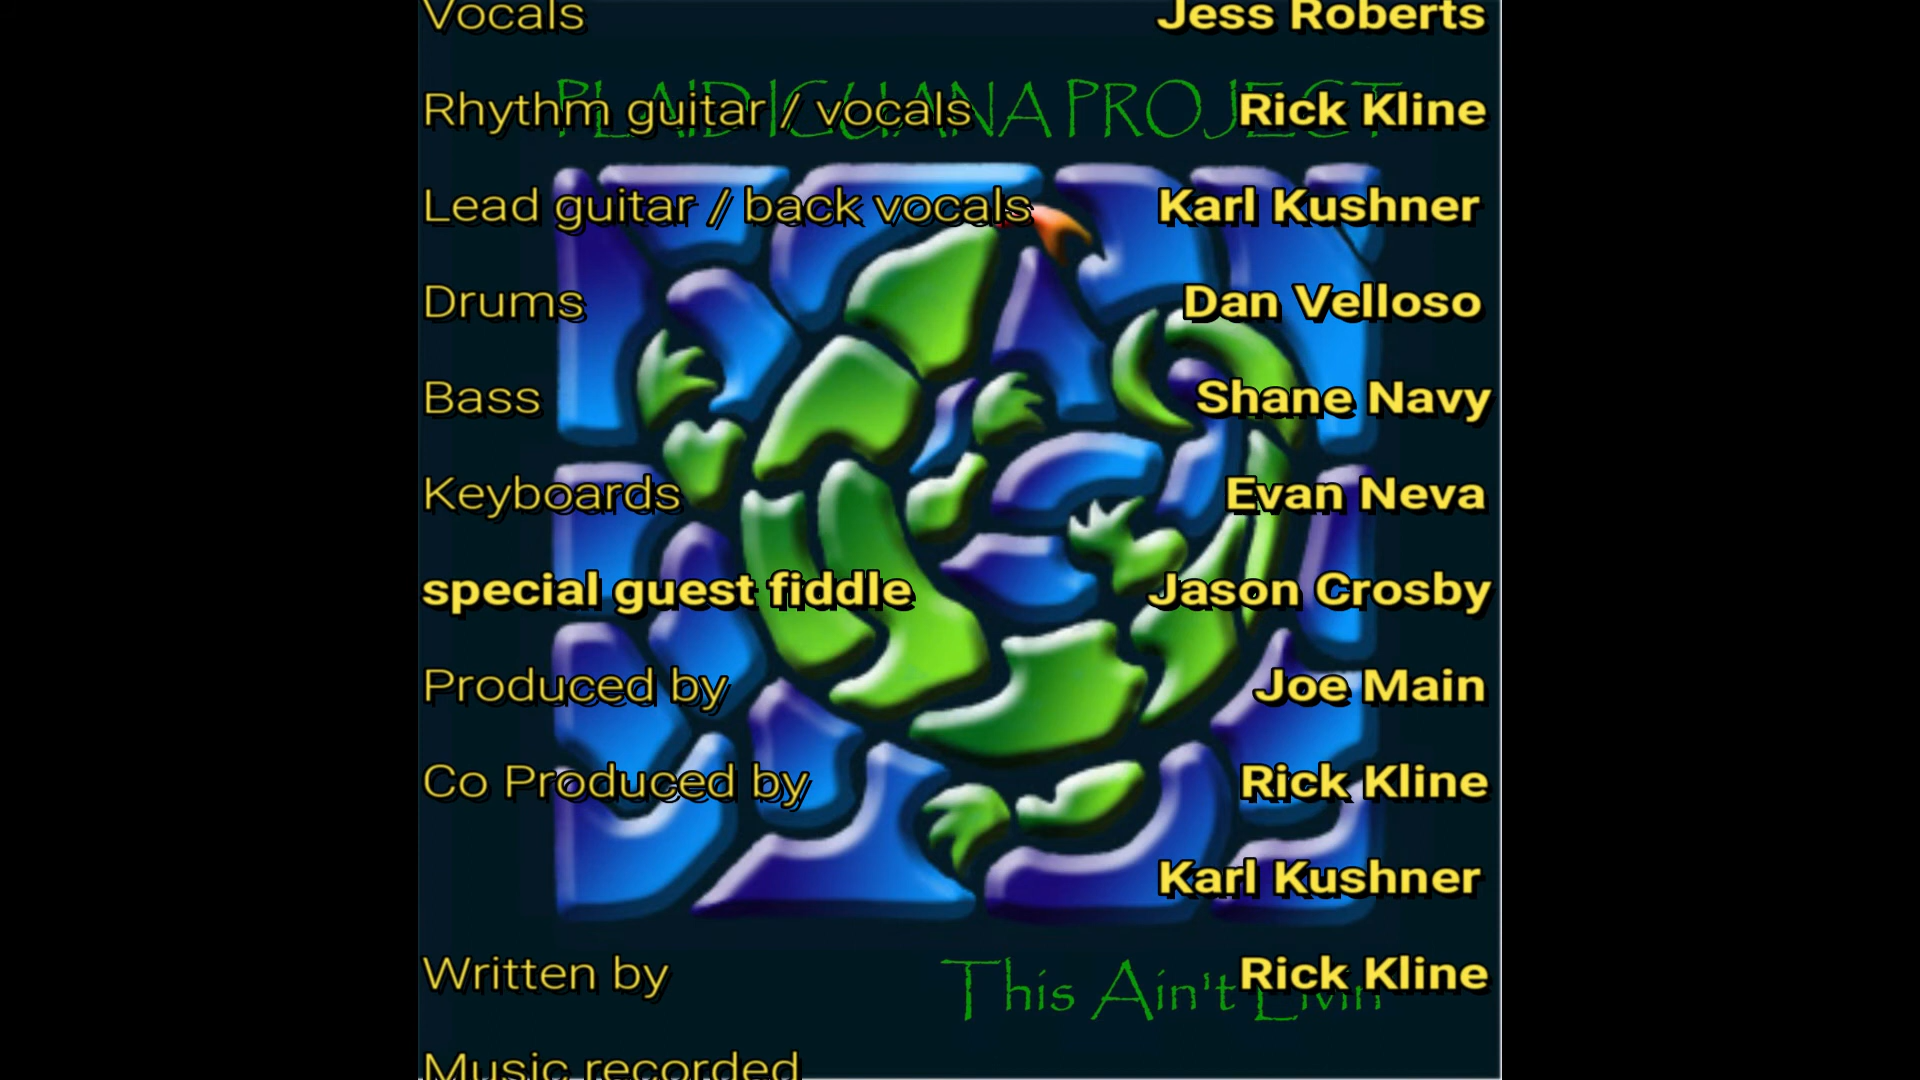 Vocals Jess Roberts
PLAID IGUANA PROJECT
Rhythm guitar / vocals Rick Kline
Lead guitar / back vocals Karl Kushner
Drums Dan Velloso
Bass Shane Navy
Keyboards Evan Neva
special guest fiddle Jason Crosby
Produced by Joe Main
Co Produced by Rick Kline
Karl Kushner
Written by Rick Kline
This Ain't Livin'
Music recorded